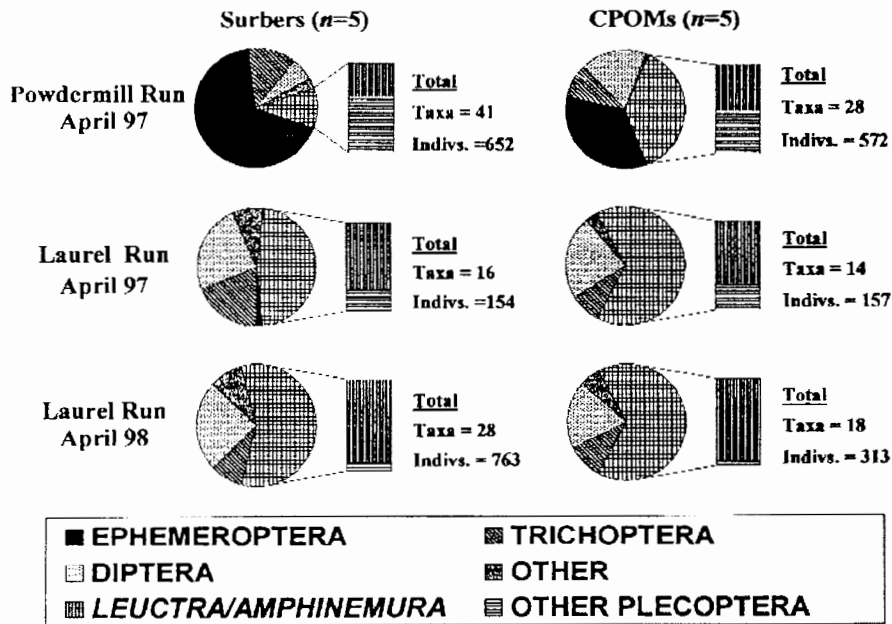 Surbers (n=5) CPOMs (n=5)
Powdermill Run
April 97
Total
Taxa = 41
Indivs. =652
Total
Taxa = 28
Indivs. = 572
Laurel Run
April 97
Total
Taxa = 16
Indivs. =154
Total
Taxa = 14
Indivs. =157
Laurel Run
April 98
Total
Taxa = 28
Indivs. = 763
Total
Taxa = 18
Indivs. = 313
EPHEMEROPTERA TRICHOPTERA
DIPTERA OTHER
LEUCTRA/AMPHINEMURA OTHER PLECOPTERA